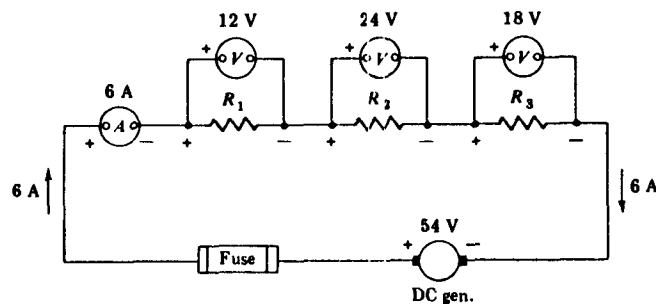 12 V 24 V 18 V
+ V + V + V
6 A
R1 R2 R3
A
+ − + − + − + −
6 A 6 A
54 V
Fuse + −
DC gen.